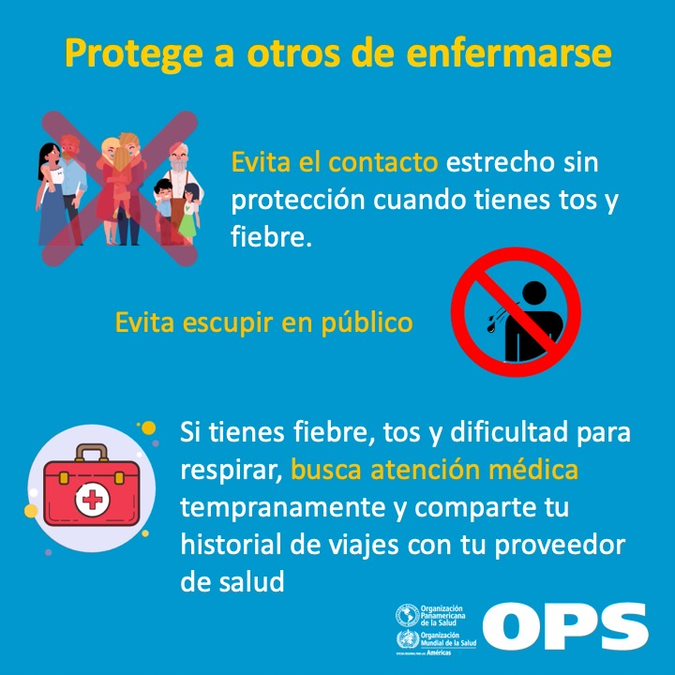 Protege a otros de enfermarse
Evita el contacto estrecho sin
protección cuando tienes tos y
fiebre.
Evita escupir en público
Si tienes fiebre, tos y dificultad para
respirar, busca atención médica
tempranamente y comparte tu
historial de viajes con tu proveedor
de salud
Organización
Panamericana
de la Salud
Organización
Mundial de la Salud
Américas
OPS